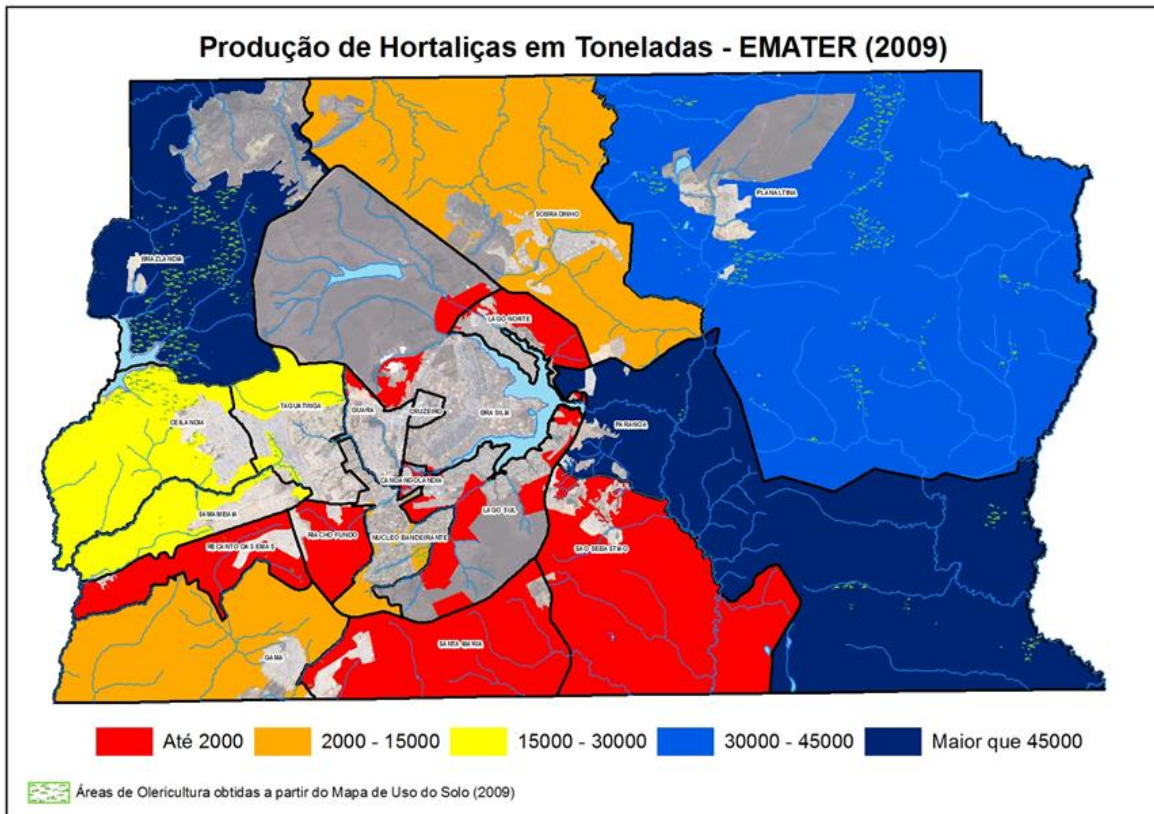 Produção de Hortaliças em Toneladas - EMATER (2009)
PLANALTINA
SOBRADINHO
BRAZLANDIA
LAGO NORTE
TAGUATINGA
GUARA
CRUZEIRO
BRASILIA
CEILANDIA
PARANOA
CANDANGOLANDIA
SAMAMBAIA
LAGO SUL
RIACHO FUNDO
NUCLEO BANDEIRANTE
RECANTO DAS EMAS
SAO SEBASTIAO
SANTA MARIA
GAMA
Até 2000
2000 - 15000
15000 - 30000
30000 - 45000
Maior que 45000
Áreas de Olericultura obtidas a partir do Mapa de Uso do Solo (2009)